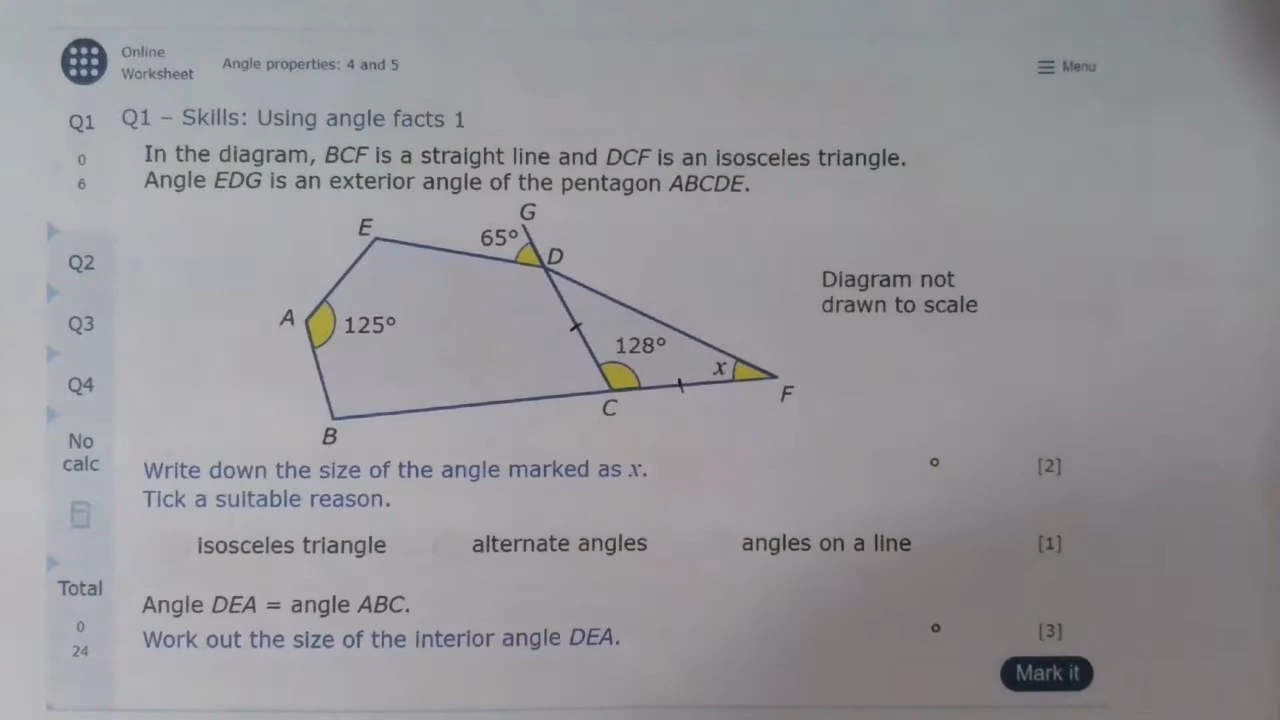 Online
Worksheet
Angle properties: 4 and 5
Menu
Q1
Q1 – Skills: Using angle facts 1
0
6
In the diagram, BCF is a straight line and DCF is an isosceles triangle.
Angle EDG is an exterior angle of the pentagon ABCDE.
G
E
65°
D
Q2
Diagram not
drawn to scale
A
125°
Q3
128°
x
F
Q4
C
B
No
calc
Write down the size of the angle marked as x.
° [2]
Tick a suitable reason.
isosceles triangle alternate angles angles on a line [1]
Total
0
24
Angle DEA = angle ABC.
Work out the size of the interior angle DEA.
° [3]
Mark it